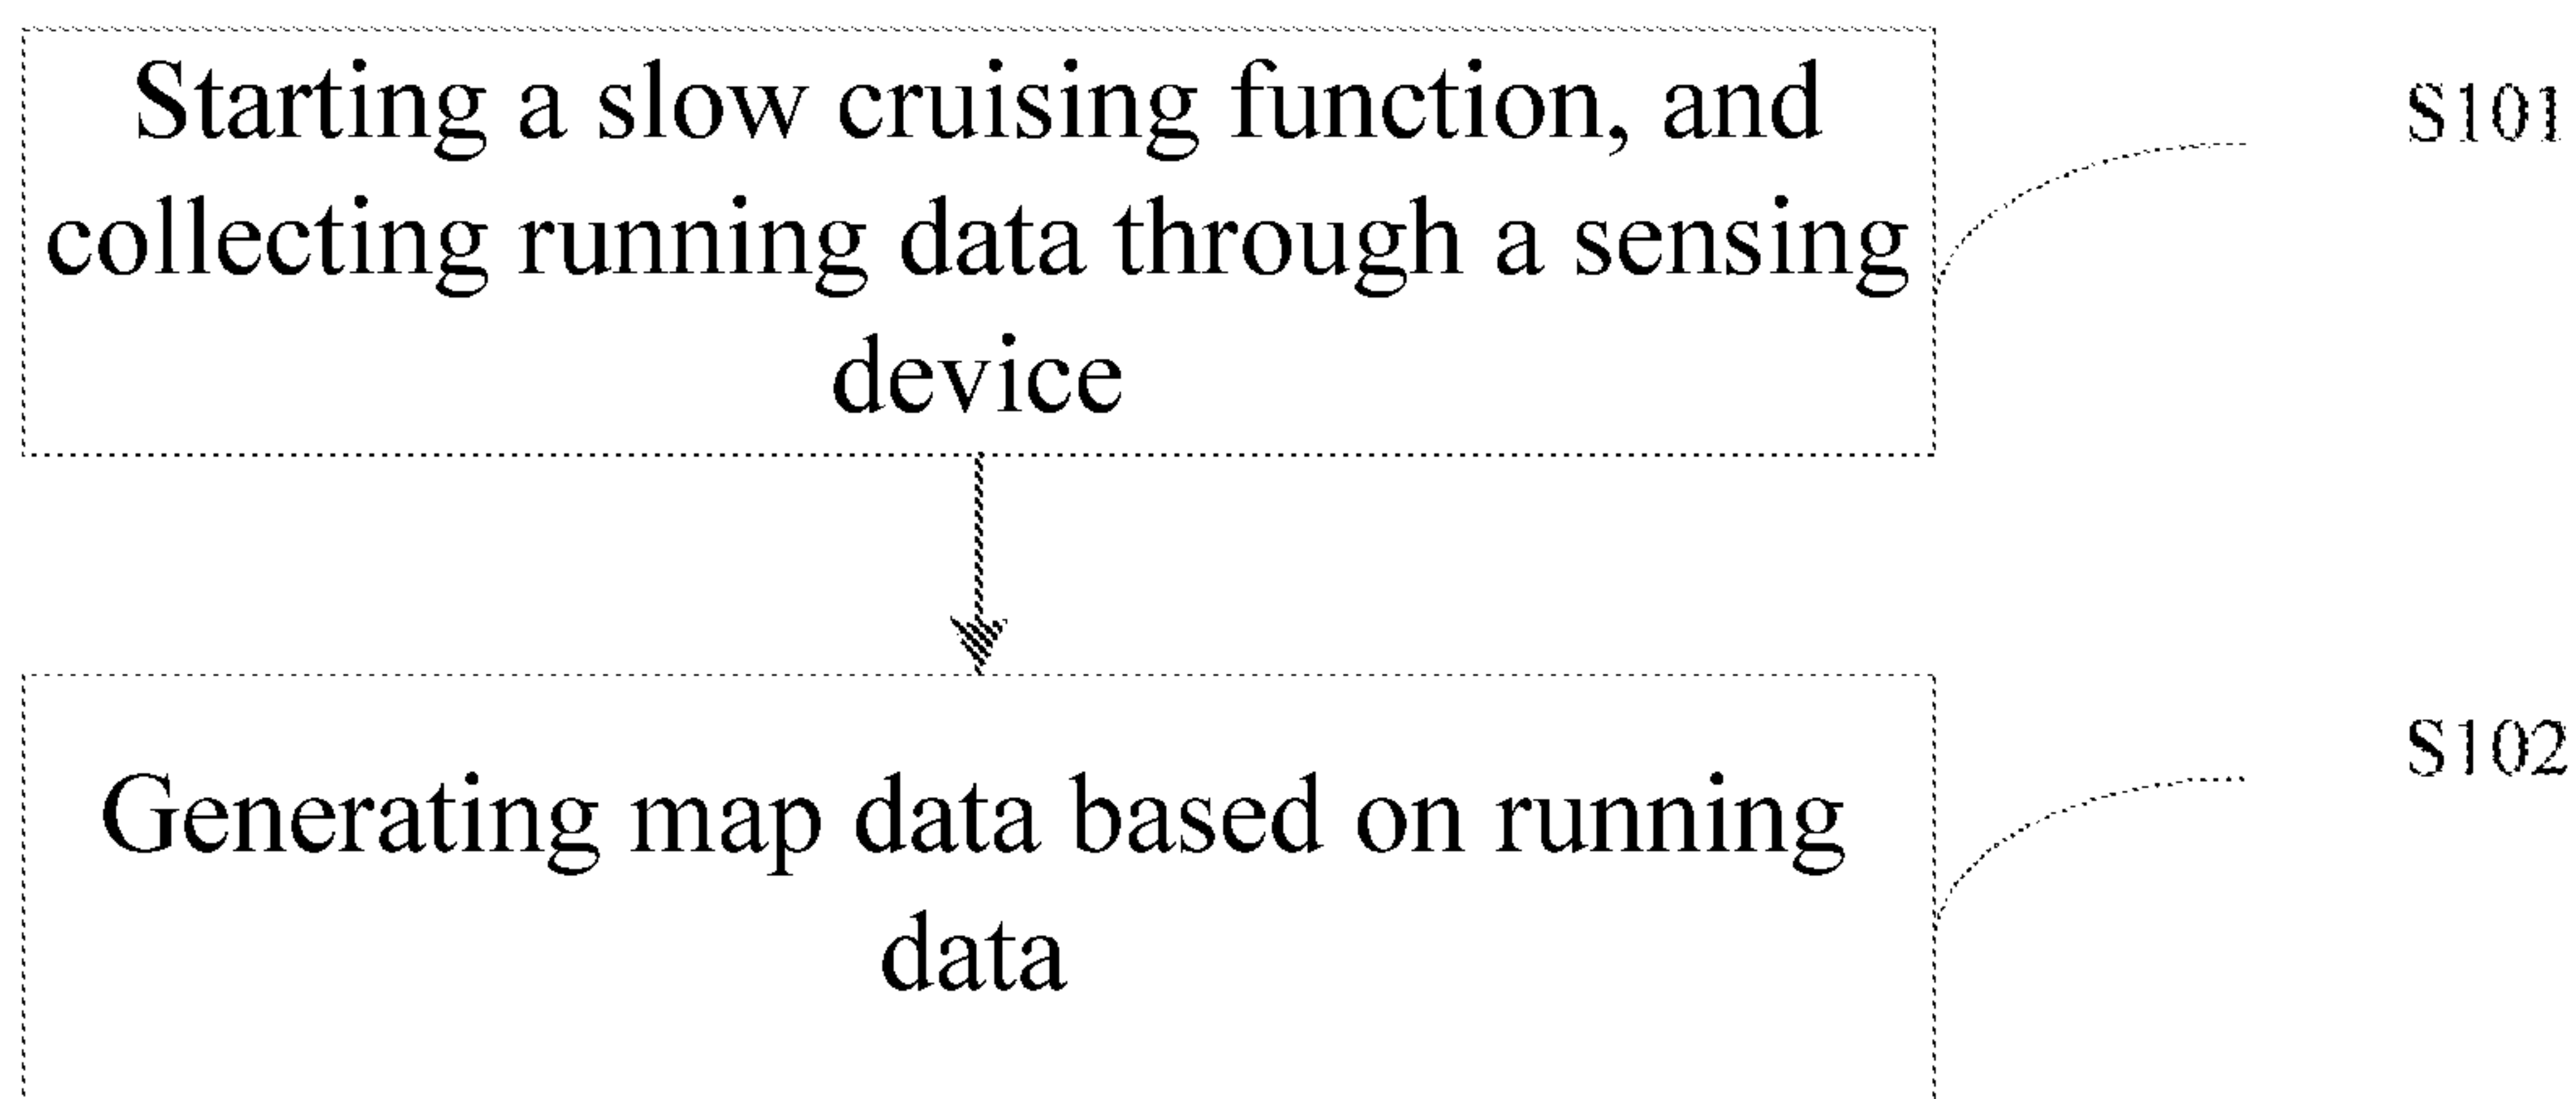 Starting a slow cruising function, and
collecting running data through a sensing
device
S101
Generating map data based on running
data
S102